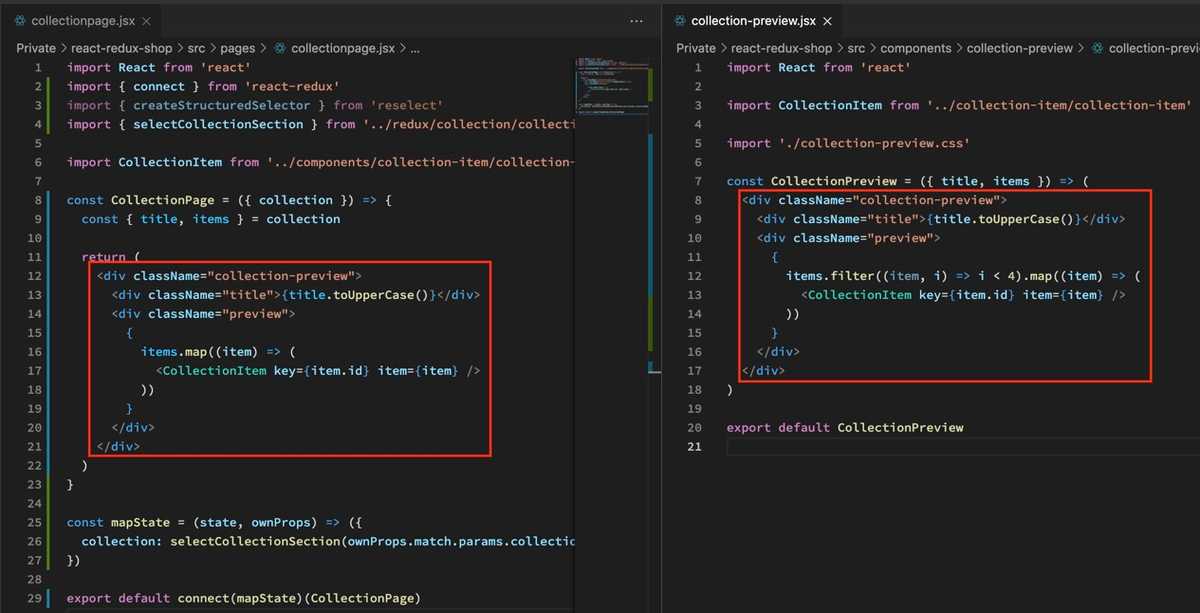 collectionpage.jsx
Private > react-redux-shop > src > pages > collectionpage.jsx > ...
1 import React from 'react'
2 import { connect } from 'react-redux'
3 import { createStructuredSelector } from 'reselect'
4 import { selectCollectionSection } from '../redux/collection/collecti
5
6 import CollectionItem from '../components/collection-item/collection-
7
8 const CollectionPage = ({ collection }) => {
9 const { title, items } = collection
10
11 return (
12 <div className="collection-preview">
13 <div className="title">{title.toUpperCase()}</div>
14 <div className="preview">
15 {
16 items.map((item) => (
17 <CollectionItem key={item.id} item={item} />
18 ))
19 }
20 </div>
21 </div>
22 )
23 }
24
25 const mapState = (state, ownProps) => ({
26 collection: selectCollectionSection(ownProps.match.params.collectio
27 })
28
29 export default connect(mapState)(CollectionPage)
collection-preview.jsx
Private > react-redux-shop > src > components > collection-preview > collection-previ
1 import React from 'react'
2
3 import CollectionItem from '../collection-item/collection-item'
4
5 import './collection-preview.css'
6
7 const CollectionPreview = ({ title, items }) => (
8 <div className="collection-preview">
9 <div className="title">{title.toUpperCase()}</div>
10 <div className="preview">
11 {
12 items.filter((item, i) => i < 4).map((item) => (
13 <CollectionItem key={item.id} item={item} />
14 ))
15 }
16 </div>
17 </div>
18 )
19
20 export default CollectionPreview
21